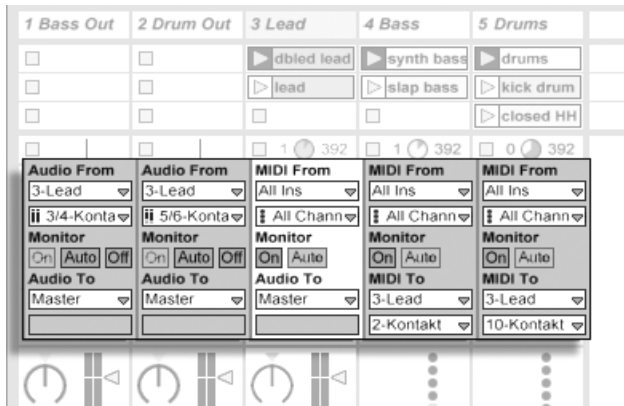 1 Bass Out 2 Drum Out 3 Lead 4 Bass 5 Drums
dbled lead synth bass drums
lead slap bass kick drum
closed HH
1 392 1 392 0 392
Audio From Audio From MIDI From MIDI From MIDI From
3-Lead 3-Lead All Ins All Ins All Ins
3/4-Konta 5/6-Konta All Chann All Chann All Chann
Monitor Monitor Monitor Monitor Monitor
On Auto Off On Auto Off On Auto On Auto On Auto
Audio To Audio To Audio To MIDI To MIDI To
Master Master Master 3-Lead 3-Lead
2-Kontakt 10-Kontakt